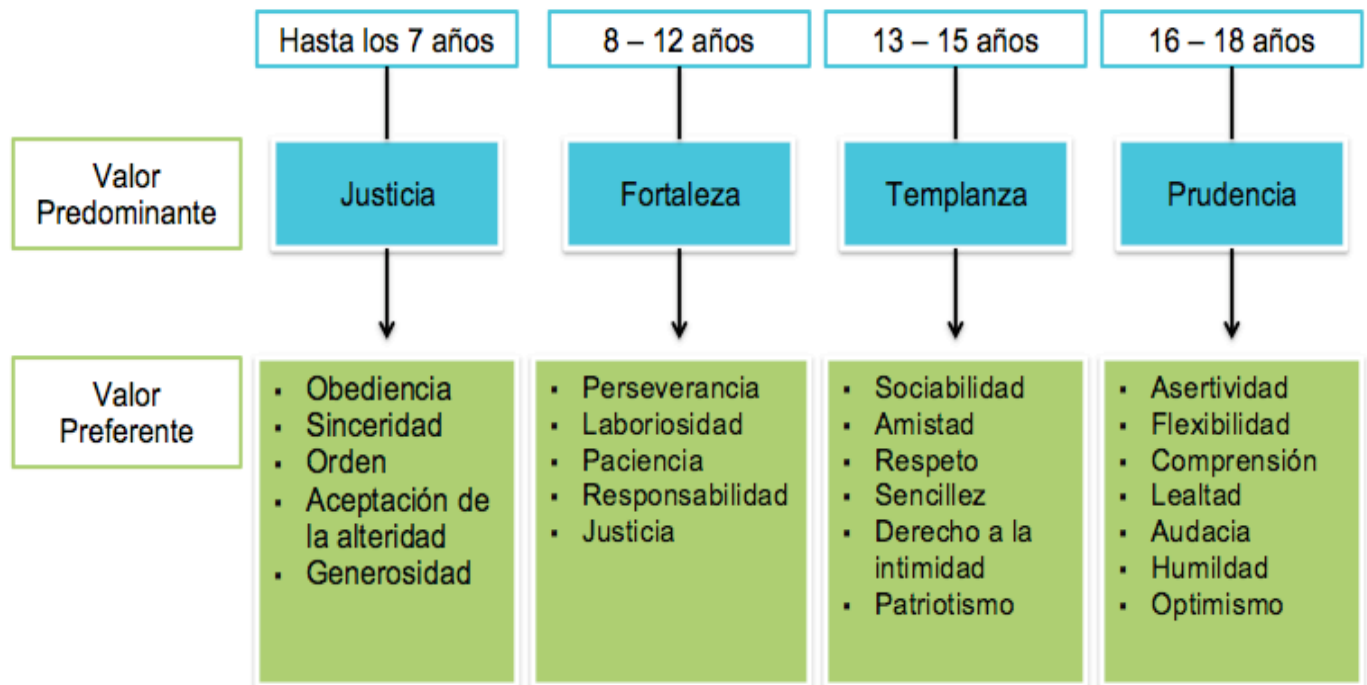 Hasta los 7 años
8 – 12 años
13 – 15 años
16 – 18 años
Valor
Predominante
Justicia
Fortaleza
Templanza
Prudencia
Valor
Preferente
▪ Obediencia
▪ Sinceridad
▪ Orden
▪ Aceptación de
la alteridad
▪ Generosidad
▪ Perseverancia
▪ Laboriosidad
▪ Paciencia
▪ Responsabilidad
▪ Justicia
▪ Sociabilidad
▪ Amistad
▪ Respeto
▪ Sencillez
▪ Derecho a la
intimidad
▪ Patriotismo
▪ Asertividad
▪ Flexibilidad
▪ Comprensión
▪ Lealtad
▪ Audacia
▪ Humildad
▪ Optimismo